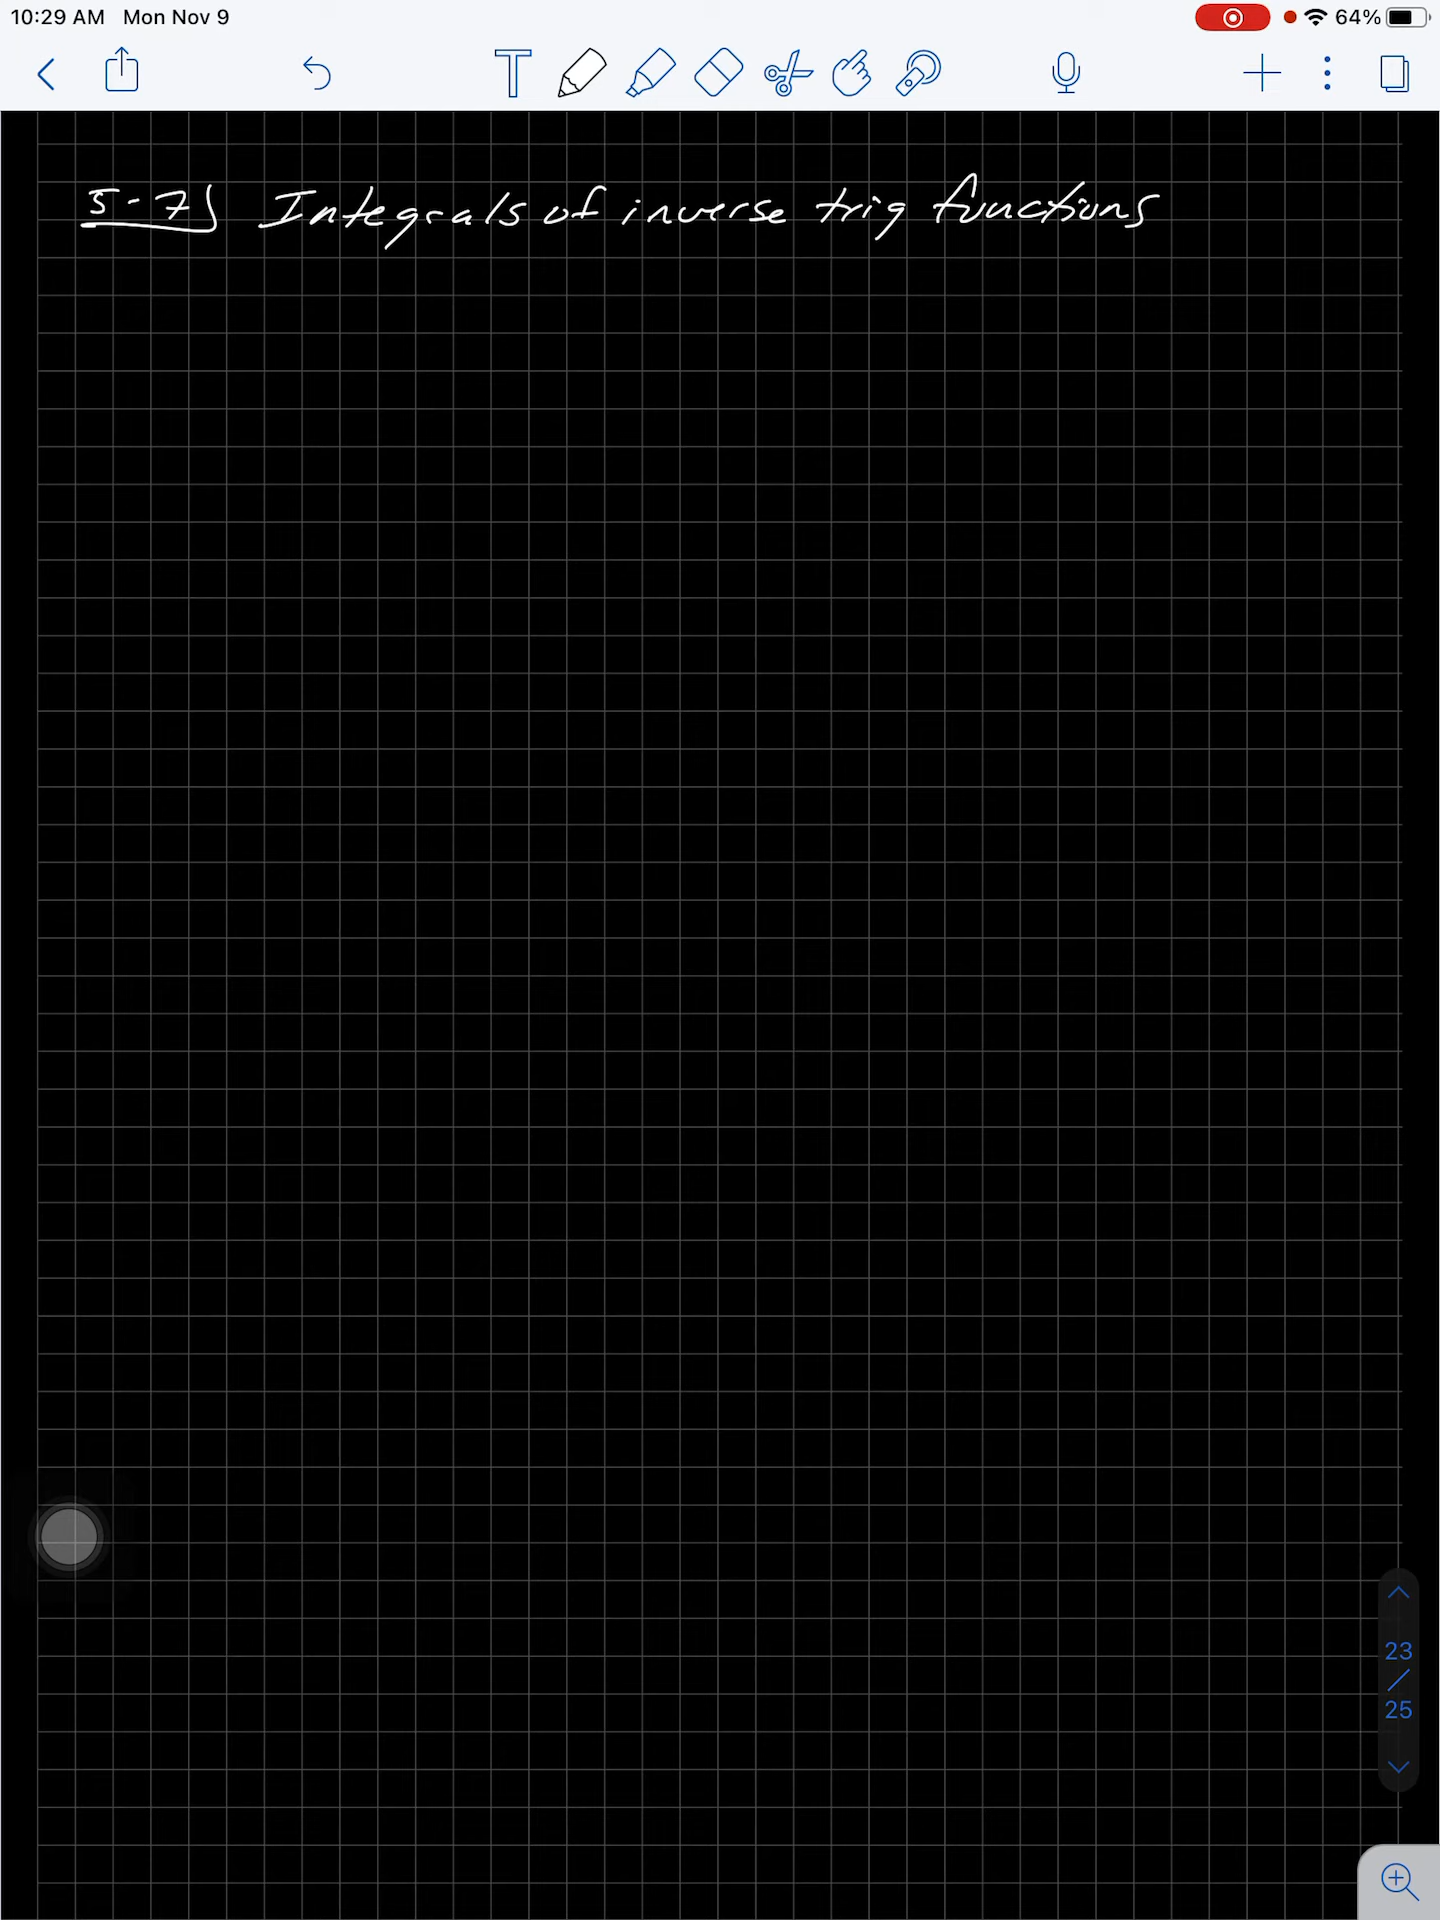 10:29 AM Mon Nov 9 64%
T
5-7) Integrals of inverse trig functions
23
/
25